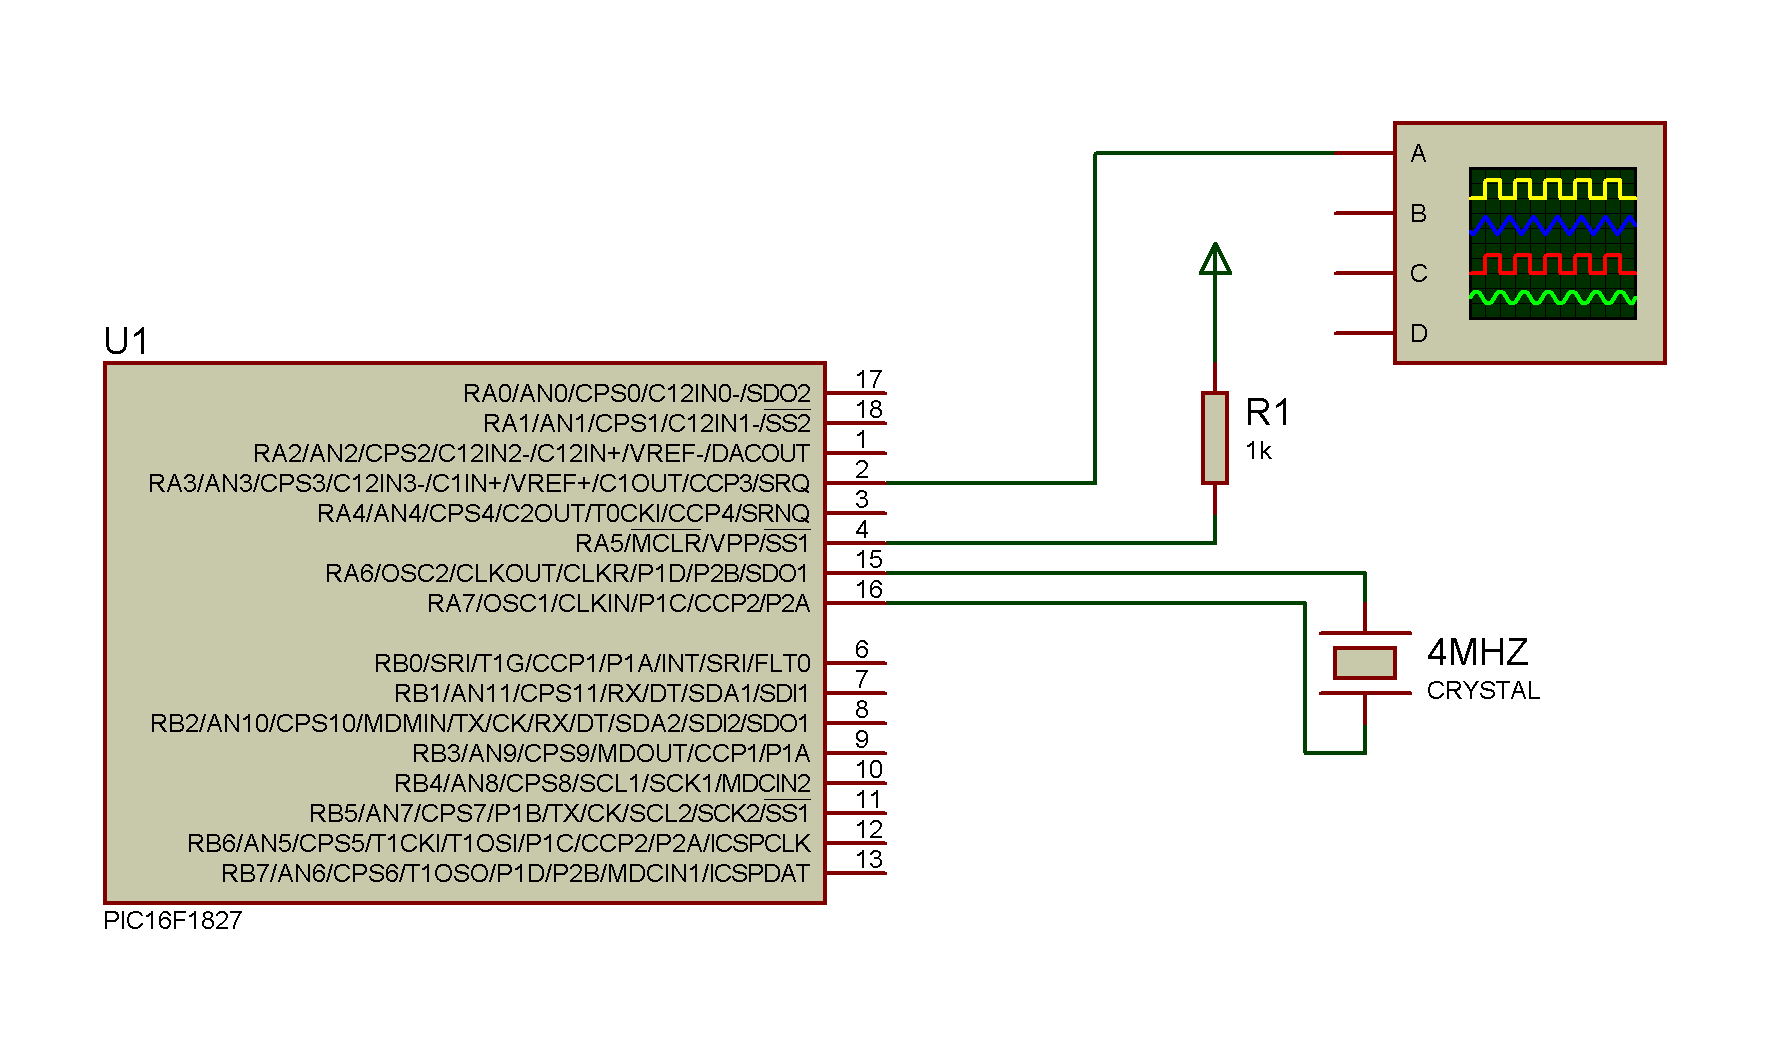 A
B
C
D
U1
RA0/AN0/CPS0/C12IN0-/SDO2 17
RA1/AN1/CPS1/C12IN1-/SS2 18
RA2/AN2/CPS2/C12IN2-/C12IN+/VREF-/DACOUT 1
RA3/AN3/CPS3/C12IN3-/C1IN+/VREF+/C1OUT/CCP3/SRQ 2
RA4/AN4/CPS4/C2OUT/T0CKI/CCP4/SRNQ 3
RA5/MCLR/VPP/SS1 4
RA6/OSC2/CLKOUT/CLKR/P1D/P2B/SDO1 15
RA7/OSC1/CLKIN/P1C/CCP2/P2A 16
R1
1k
RB0/SRI/T1G/CCP1/P1A/INT/SRI/FLT0 6
RB1/AN11/CPS11/RX/DT/SDA1/SDI1 7
RB2/AN10/CPS10/MDMIN/TX/CK/RX/DT/SDA2/SDI2/SDO1 8
RB3/AN9/CPS9/MDOUT/CCP1/P1A 9
RB4/AN8/CPS8/SCL1/SCK1/MDCIN2 10
RB5/AN7/CPS7/P1B/TX/CK/SCL2/SCK2/SS1 11
RB6/AN5/CPS5/T1CKI/T1OSI/P1C/CCP2/P2A/ICSPCLK 12
RB7/AN6/CPS6/T1OSO/P1D/P2B/MDCIN1/ICSPDAT 13
4MHZ
CRYSTAL
PIC16F1827